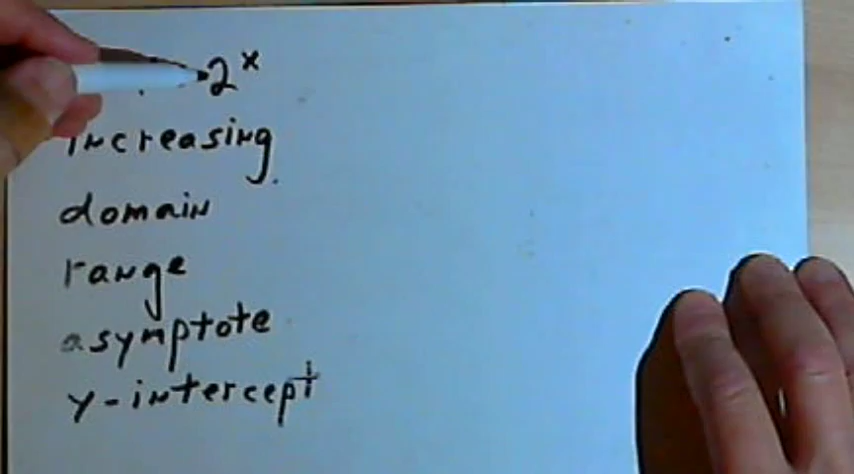 2^x
increasing
domain
range
asymptote
y-intercept